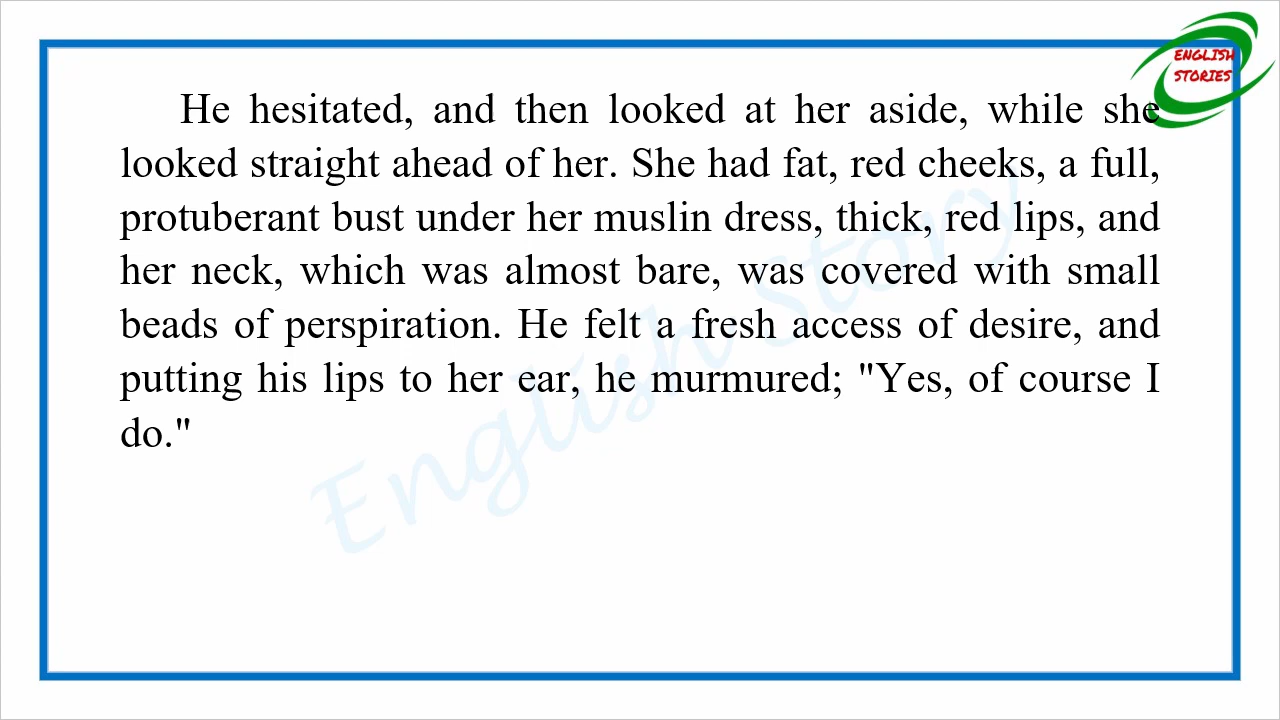 ENGLISH
STORIES
He hesitated, and then looked at her aside, while she
looked straight ahead of her. She had fat, red cheeks, a full,
protuberant bust under her muslin dress, thick, red lips, and
her neck, which was almost bare, was covered with small
beads of perspiration. He felt a fresh access of desire, and
putting his lips to her ear, he murmured; "Yes, of course I
do."
English Story